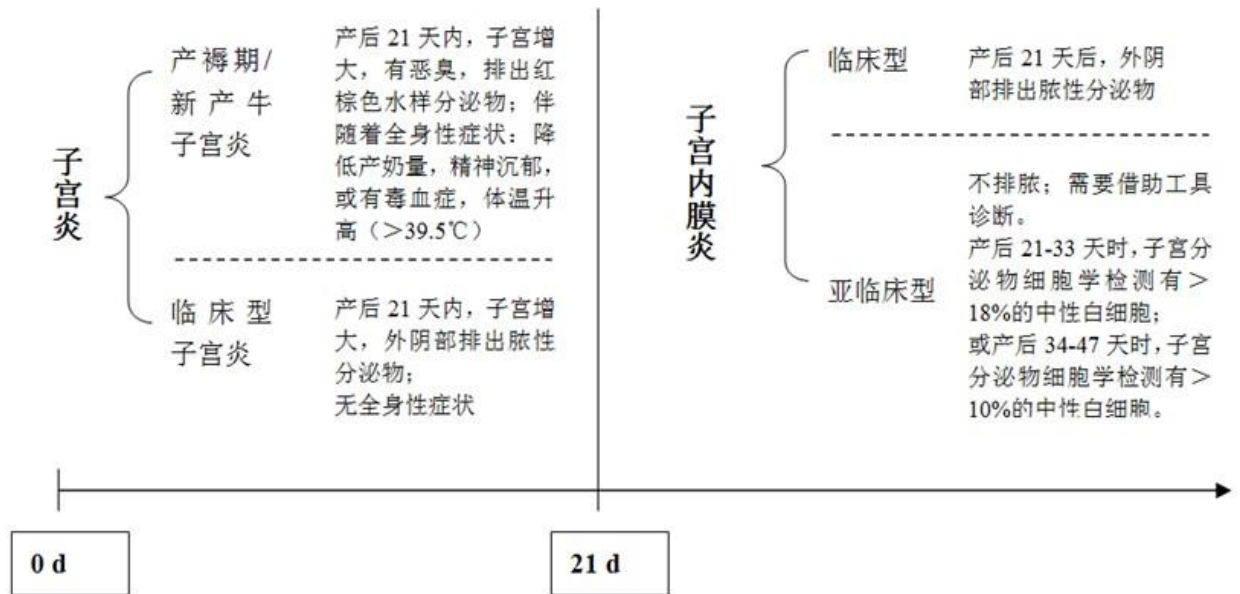 子宫炎
产褥期/
新产牛
子宫炎
产后 21 天内，子宫增
大，有恶臭，排出红
棕色水样分泌物；伴
随着全身性症状：降
低产奶量，精神沉郁，
或有毒血症，体温升
高（＞39.5℃）
临床型
子宫炎
产后 21 天内，子宫增
大，外阴部排出脓性
分泌物；
无全身性症状
子宫内膜炎
临床型
产后 21 天后，外阴
部排出脓性分泌物
亚临床型
不排脓；需要借助工具
诊断。
产后 21-33 天时，子宫分
泌物细胞学检测有＞
18%的中性白细胞；
或产后 34-47 天时，子宫
分泌物细胞学检测有＞
10%的中性白细胞。
0 d
21 d